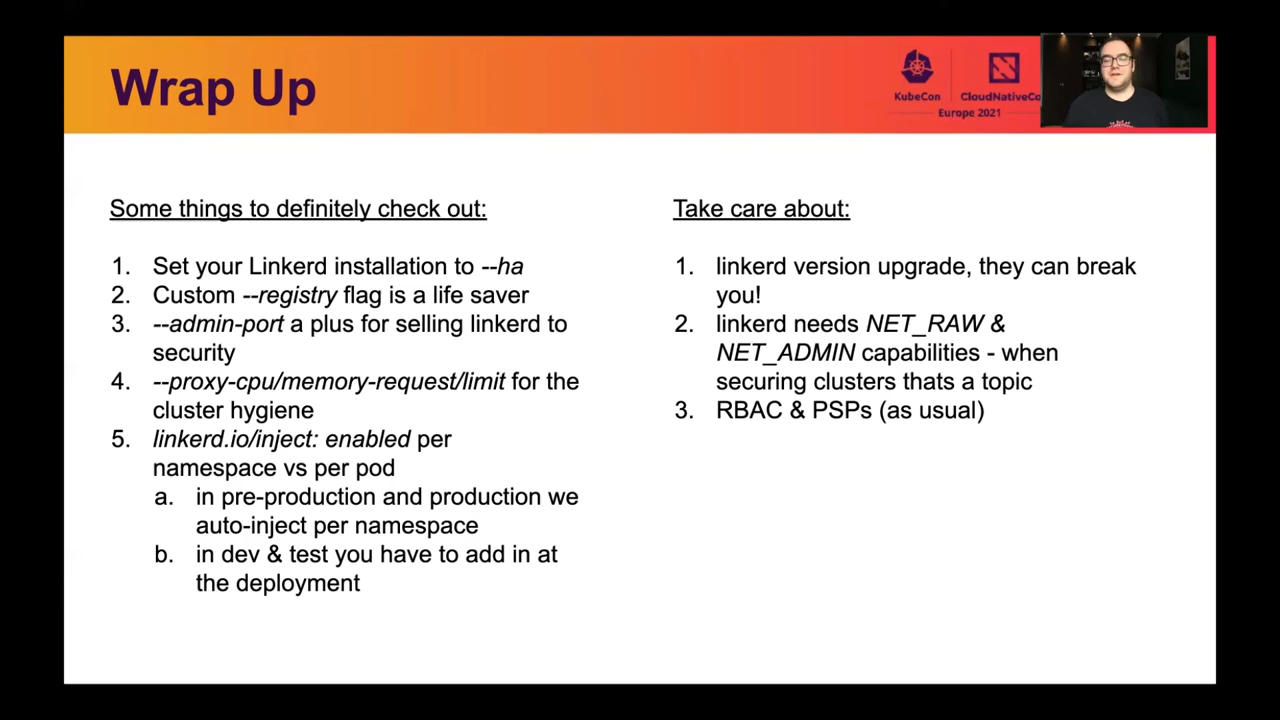 Wrap Up
KubeCon
CloudNativeCo
Europe 2021
Some things to definitely check out:
1. Set your Linkerd installation to --ha
2. Custom --registry flag is a life saver
3. --admin-port a plus for selling linkerd to
security
4. --proxy-cpu/memory-request/limit for the
cluster hygiene
5. linkerd.io/inject: enabled per
namespace vs per pod
a. in pre-production and production we
auto-inject per namespace
b. in dev & test you have to add in at
the deployment
Take care about:
1. linkerd version upgrade, they can break
you!
2. linkerd needs NET_RAW &
NET_ADMIN capabilities - when
securing clusters thats a topic
3. RBAC & PSPs (as usual)